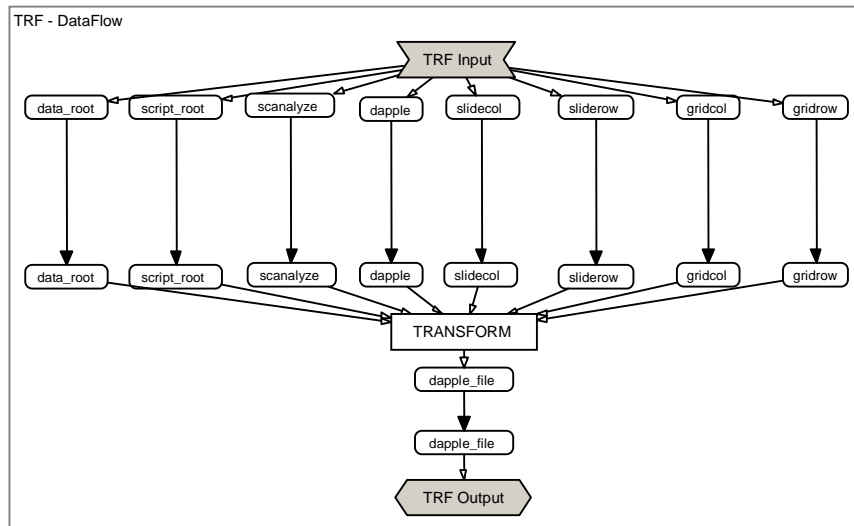 TRF - DataFlow
TRF Input
data_root script_root scanalyze dapple slidecol sliderow gridcol gridrow
data_root script_root scanalyze dapple slidecol sliderow gridcol gridrow
TRANSFORM
dapple_file
dapple_file
TRF Output